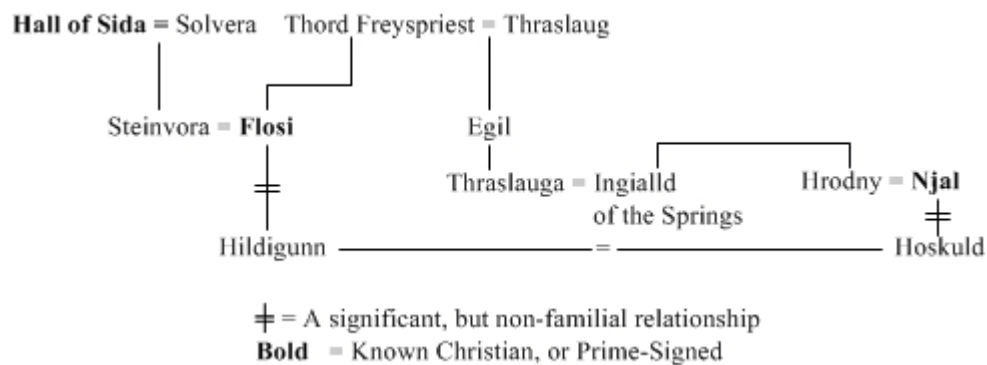 Hall of Sida = Solvera Thord Freyspriest = Thraslaug
Steinvora = Flosi Egil
Thraslauga = Ingialld Hrodny = Njal
of the Springs
Hildigunn = Hoskuld
ǂ = A significant, but non-familial relationship
Bold = Known Christian, or Prime-Signed